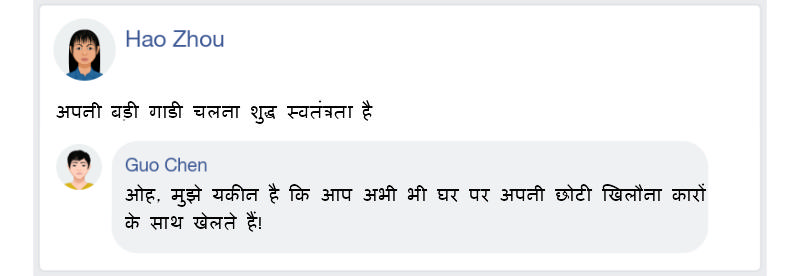 Hao Zhou
अपनी बड़ी गाडी चलना शुद्ध स्वतंत्रता है
Guo Chen
ओह, मुझे यकीन है कि आप अभी भी घर पर अपनी छोटी खिलौना कारों
के साथ खेलते हैं!